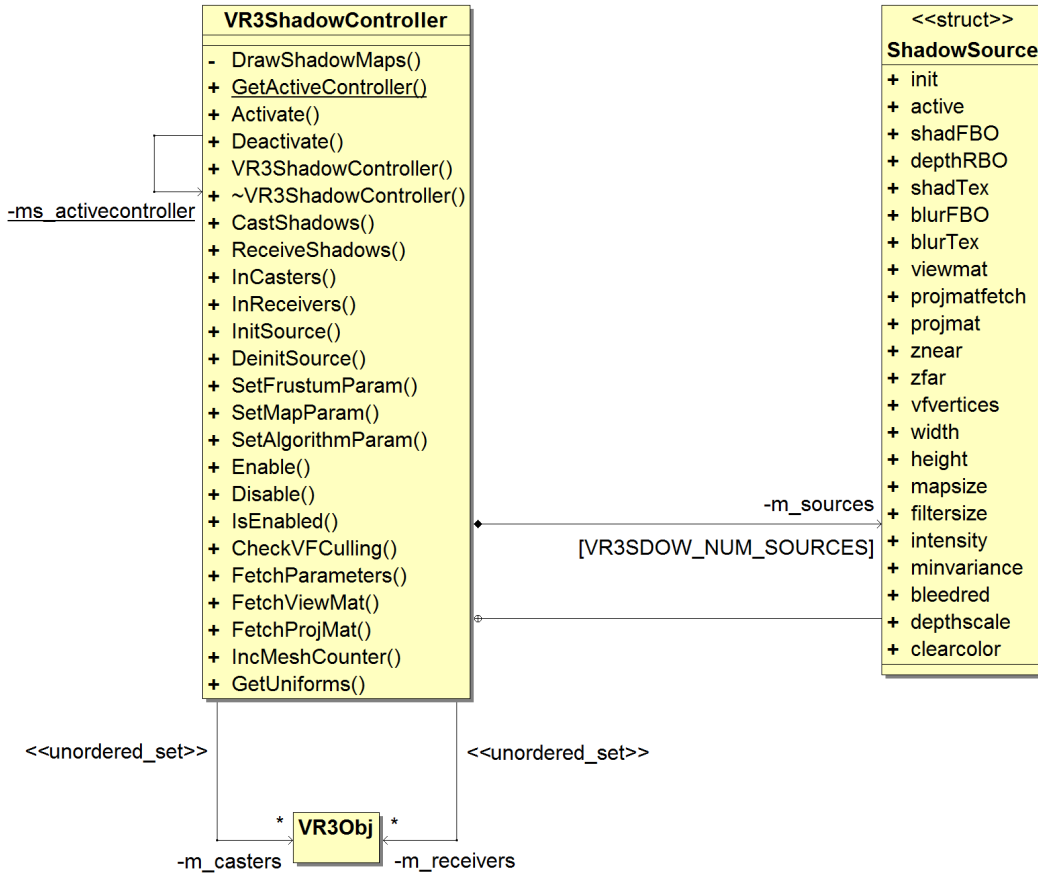 VR3ShadowController
- DrawShadowMaps()
+ GetActiveController()
+ Activate()
+ Deactivate()
+ VR3ShadowController()
+ ~VR3ShadowController()
+ CastShadows()
+ ReceiveShadows()
+ InCasters()
+ InReceivers()
+ InitSource()
+ DeinitSource()
+ SetFrustumParam()
+ SetMapParam()
+ SetAlgorithmParam()
+ Enable()
+ Disable()
+ IsEnabled()
+ CheckVFCulling()
+ FetchParameters()
+ FetchViewMat()
+ FetchProjMat()
+ IncMeshCounter()
+ GetUniforms()
-ms_activecontroller
<<struct>>
ShadowSource
+ init
+ active
+ shadFBO
+ depthRBO
+ shadTex
+ blurFBO
+ blurTex
+ viewmat
+ projmatfetch
+ projmat
+ znear
+ zfar
+ vfvertices
+ width
+ height
+ mapsize
+ filtersize
+ intensity
+ minvariance
+ bleedred
+ depthscale
+ clearcolor
-m_sources
[VR3SDOW_NUM_SOURCES]
<<unordered_set>>
<<unordered_set>>
*
*
VR3Obj
-m_casters
-m_receivers